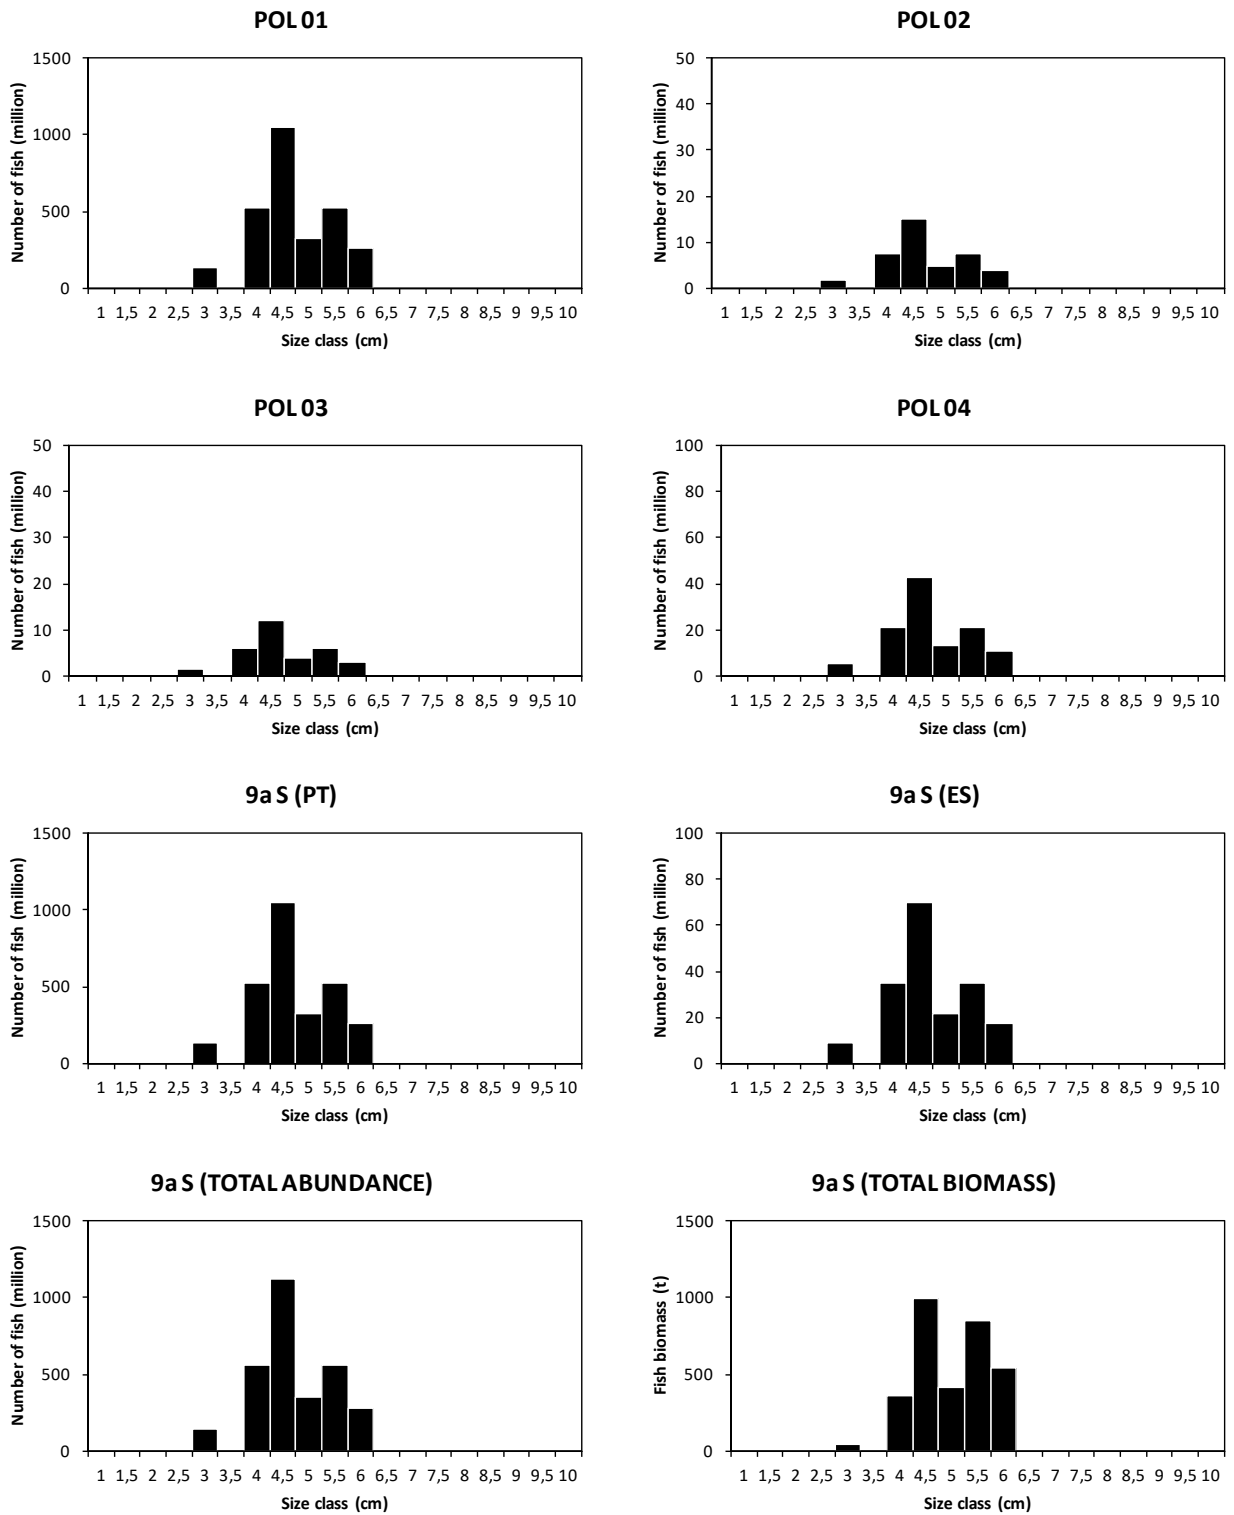 POL 01
1500
1000
500
0
Number of fish (million)
1 1,5 2 2,5 3 3,5 4 4,5 5 5,5 6 6,5 7 7,5 8 8,5 9 9,5 10
Size class (cm)
POL 02
50
40
30
20
10
0
Number of fish (million)
1 1,5 2 2,5 3 3,5 4 4,5 5 5,5 6 6,5 7 7,5 8 8,5 9 9,5 10
Size class (cm)
POL 03
50
40
30
20
10
0
Number of fish (million)
1 1,5 2 2,5 3 3,5 4 4,5 5 5,5 6 6,5 7 7,5 8 8,5 9 9,5 10
Size class (cm)
POL 04
100
80
60
40
20
0
Number of fish (million)
1 1,5 2 2,5 3 3,5 4 4,5 5 5,5 6 6,5 7 7,5 8 8,5 9 9,5 10
Size class (cm)
9a S (PT)
1500
1000
500
0
Number of fish (million)
1 1,5 2 2,5 3 3,5 4 4,5 5 5,5 6 6,5 7 7,5 8 8,5 9 9,5 10
Size class (cm)
9a S (ES)
100
80
60
40
20
0
Number of fish (million)
1 1,5 2 2,5 3 3,5 4 4,5 5 5,5 6 6,5 7 7,5 8 8,5 9 9,5 10
Size class (cm)
9a S (TOTAL ABUNDANCE)
1500
1000
500
0
Number of fish (million)
1 1,5 2 2,5 3 3,5 4 4,5 5 5,5 6 6,5 7 7,5 8 8,5 9 9,5 10
Size class (cm)
9a S (TOTAL BIOMASS)
1500
1000
500
0
Fish biomass (t)
1 1,5 2 2,5 3 3,5 4 4,5 5 5,5 6 6,5 7 7,5 8 8,5 9 9,5 10
Size class (cm)